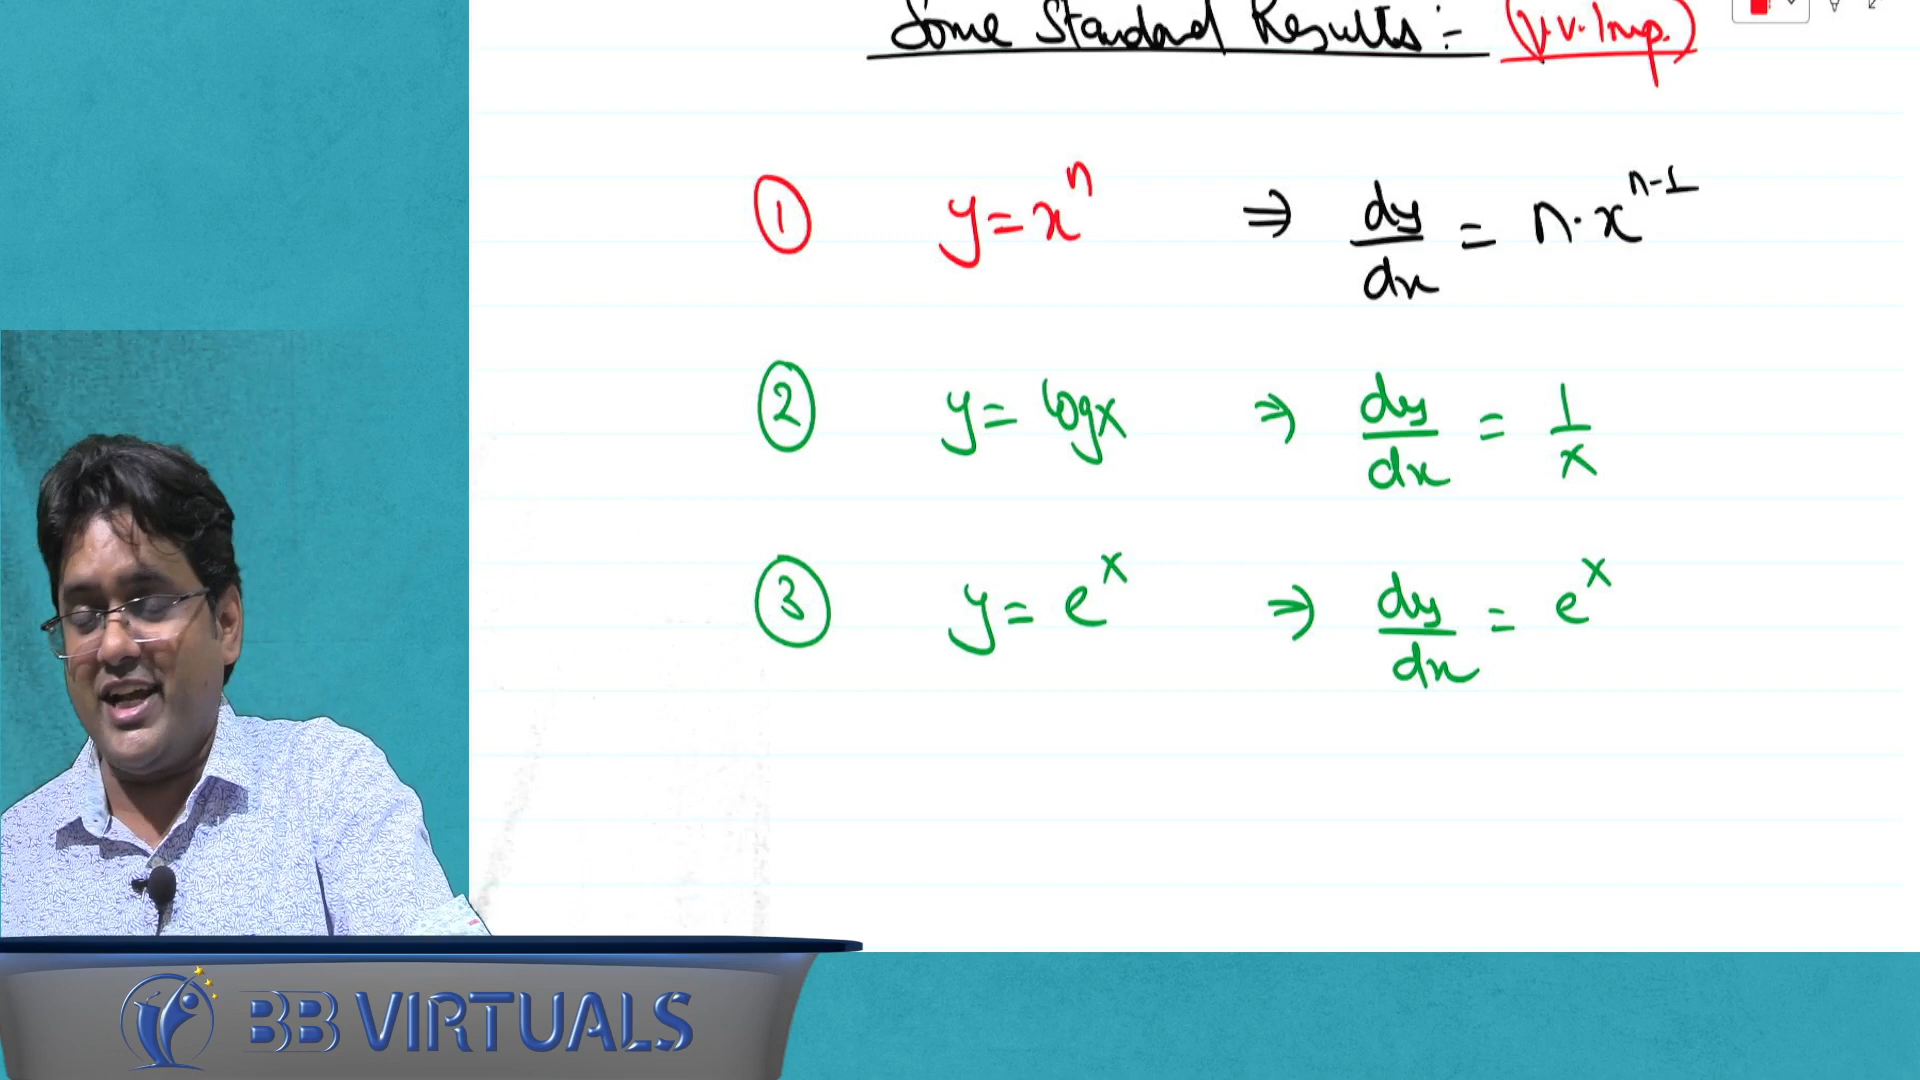 Some Standard Results :- (v.v.Imp.)
① y = xⁿ ⇒ dy/dx = n·xⁿ⁻¹
② y = logx ⇒ dy/dx = 1/x
③ y = eˣ ⇒ dy/dx = eˣ
BB VIRTUALS